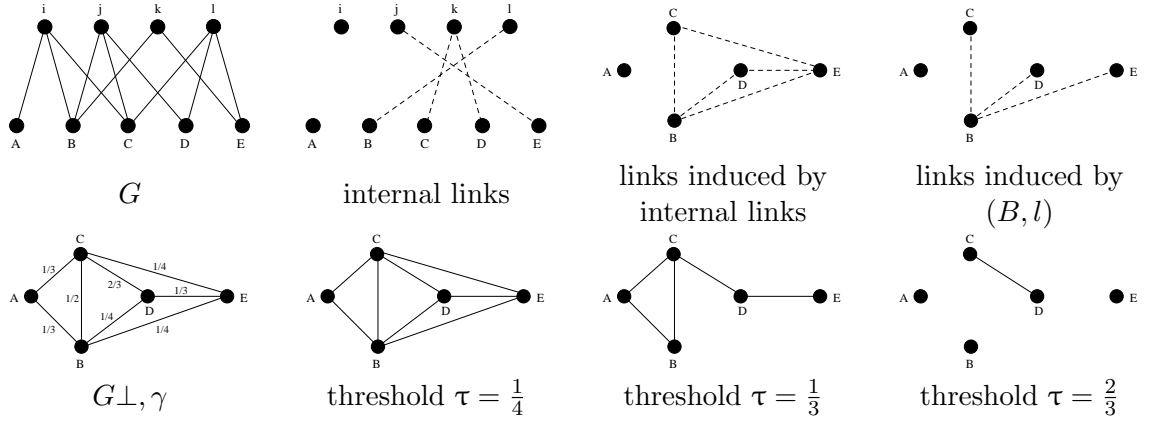 i j k l i j k l
A B C D E A B C D E
G internal links
C C
A D E A D E
B B
links induced by links induced by
internal links (B, l)
C C C C
1/3 1/4
2/3
A 1/2 1/3 E A E A E A E
D D D D
1/3 1/4 1/4
B B B B
G⊥, γ threshold τ = 1/4 threshold τ = 1/3 threshold τ = 2/3